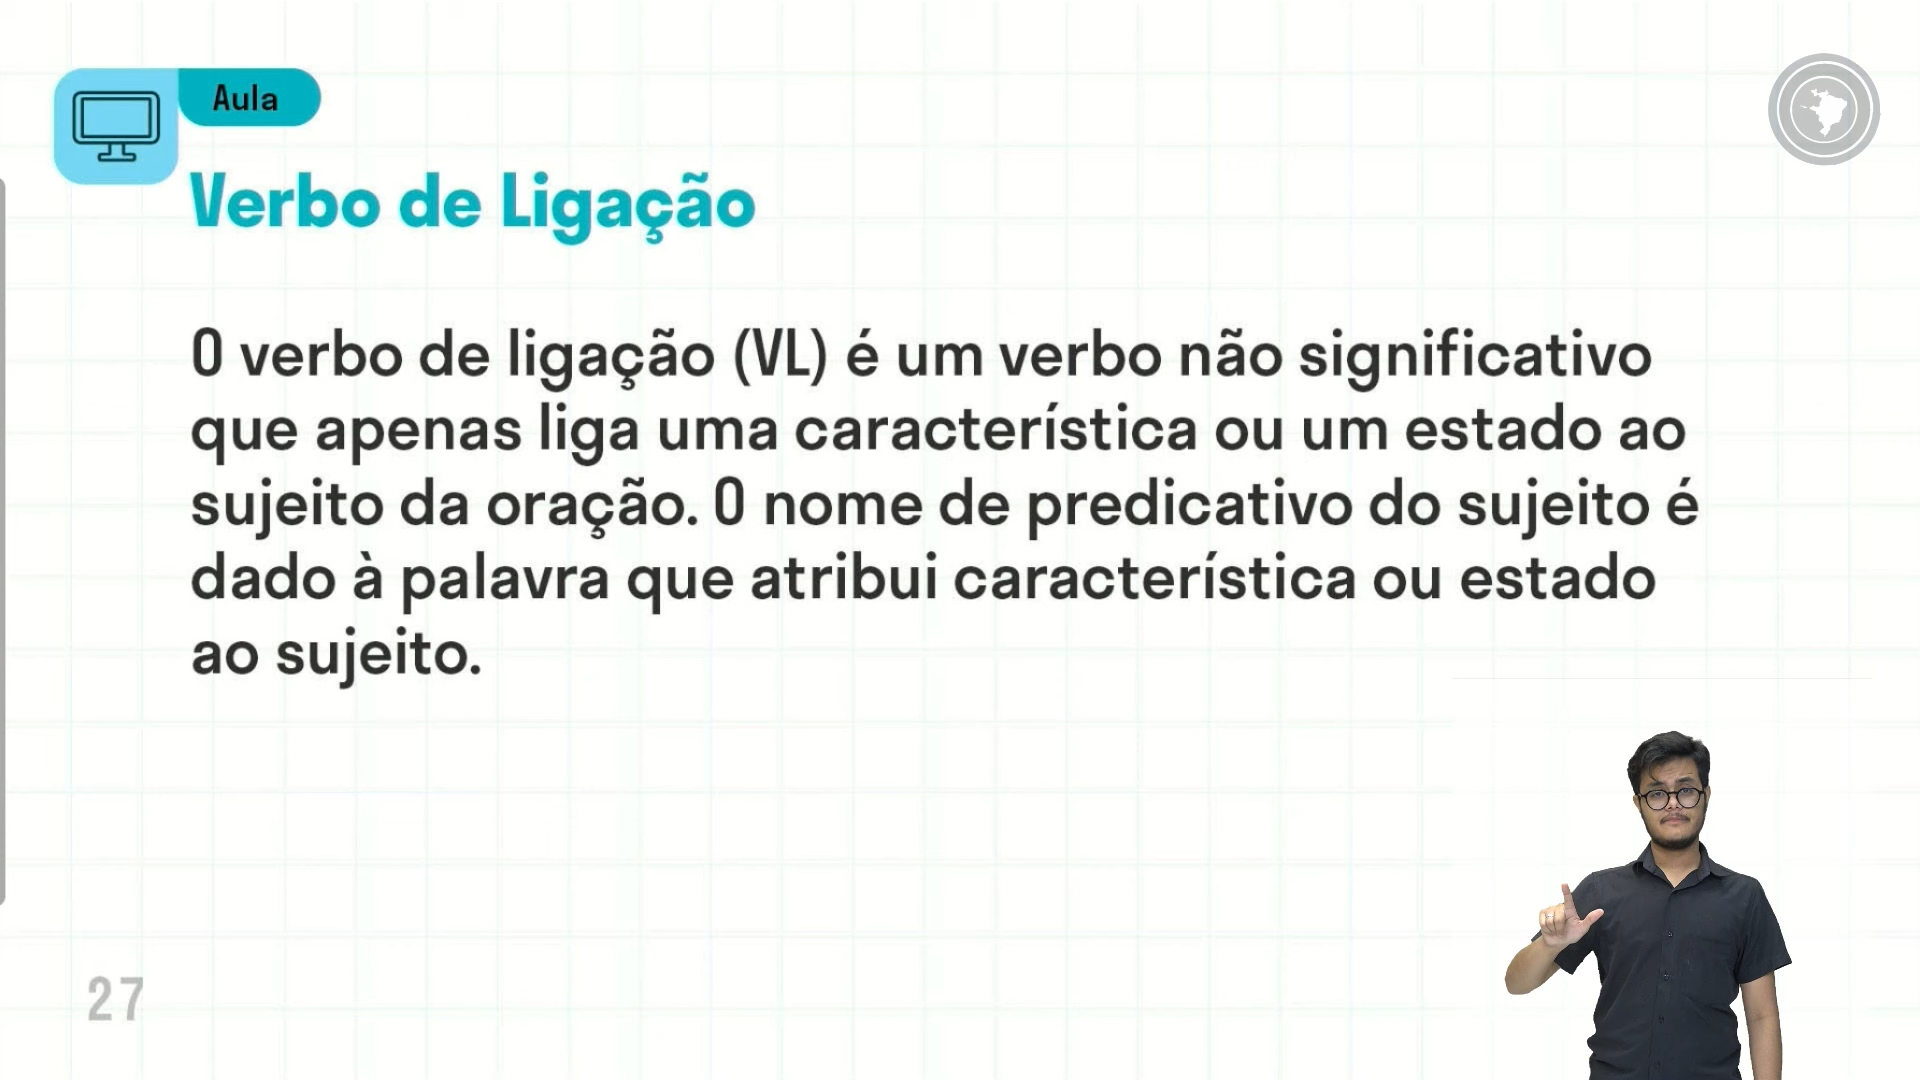 Aula
Verbo de Ligação
O verbo de ligação (VL) é um verbo não significativo
que apenas liga uma característica ou um estado ao
sujeito da oração. O nome de predicativo do sujeito é
dado à palavra que atribui característica ou estado
ao sujeito.
27